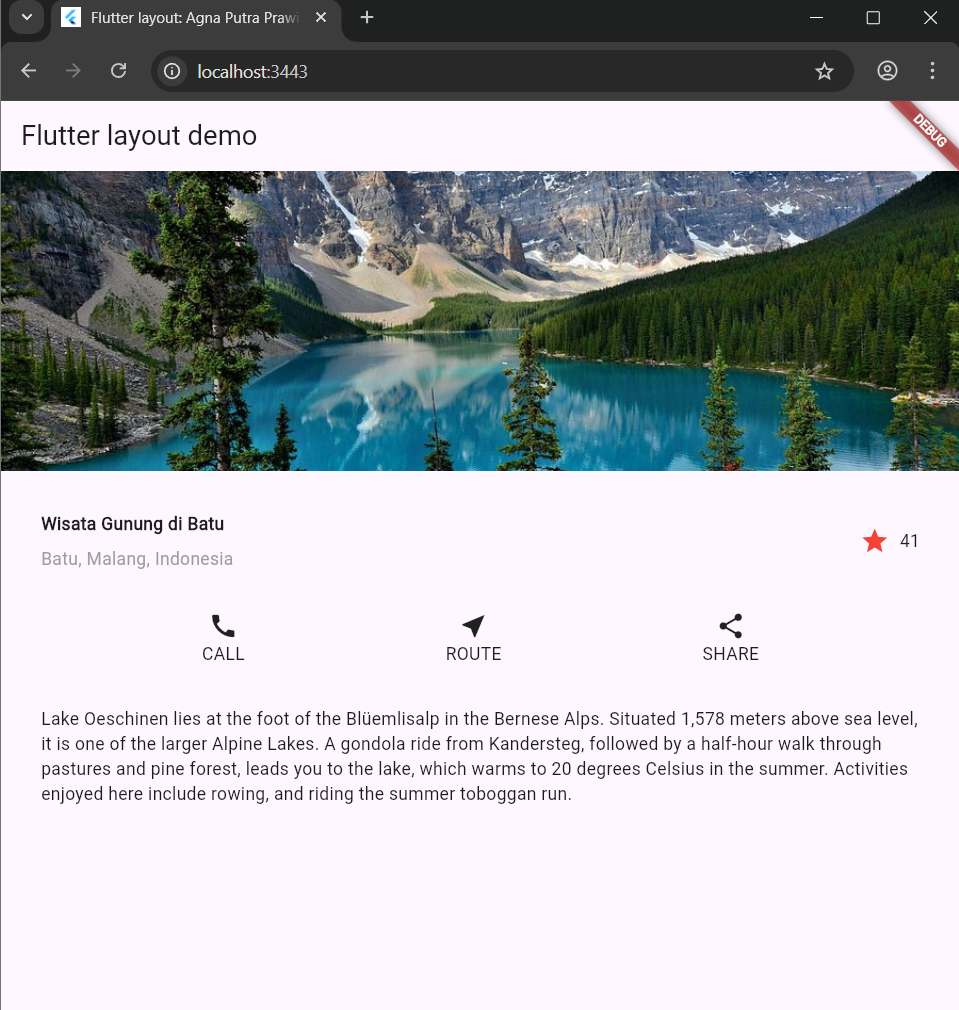 Flutter layout: Agna Putra Praw
localhost:3443
Flutter layout demo
DEBUG
Wisata Gunung di Batu
Batu, Malang, Indonesia
41
CALL
ROUTE
SHARE
Lake Oeschinen lies at the foot of the Blüemlisalp in the Bernese Alps. Situated 1,578 meters above sea level,
it is one of the larger Alpine Lakes. A gondola ride from Kandersteg, followed by a half-hour walk through
pastures and pine forest, leads you to the lake, which warms to 20 degrees Celsius in the summer. Activities
enjoyed here include rowing, and riding the summer toboggan run.